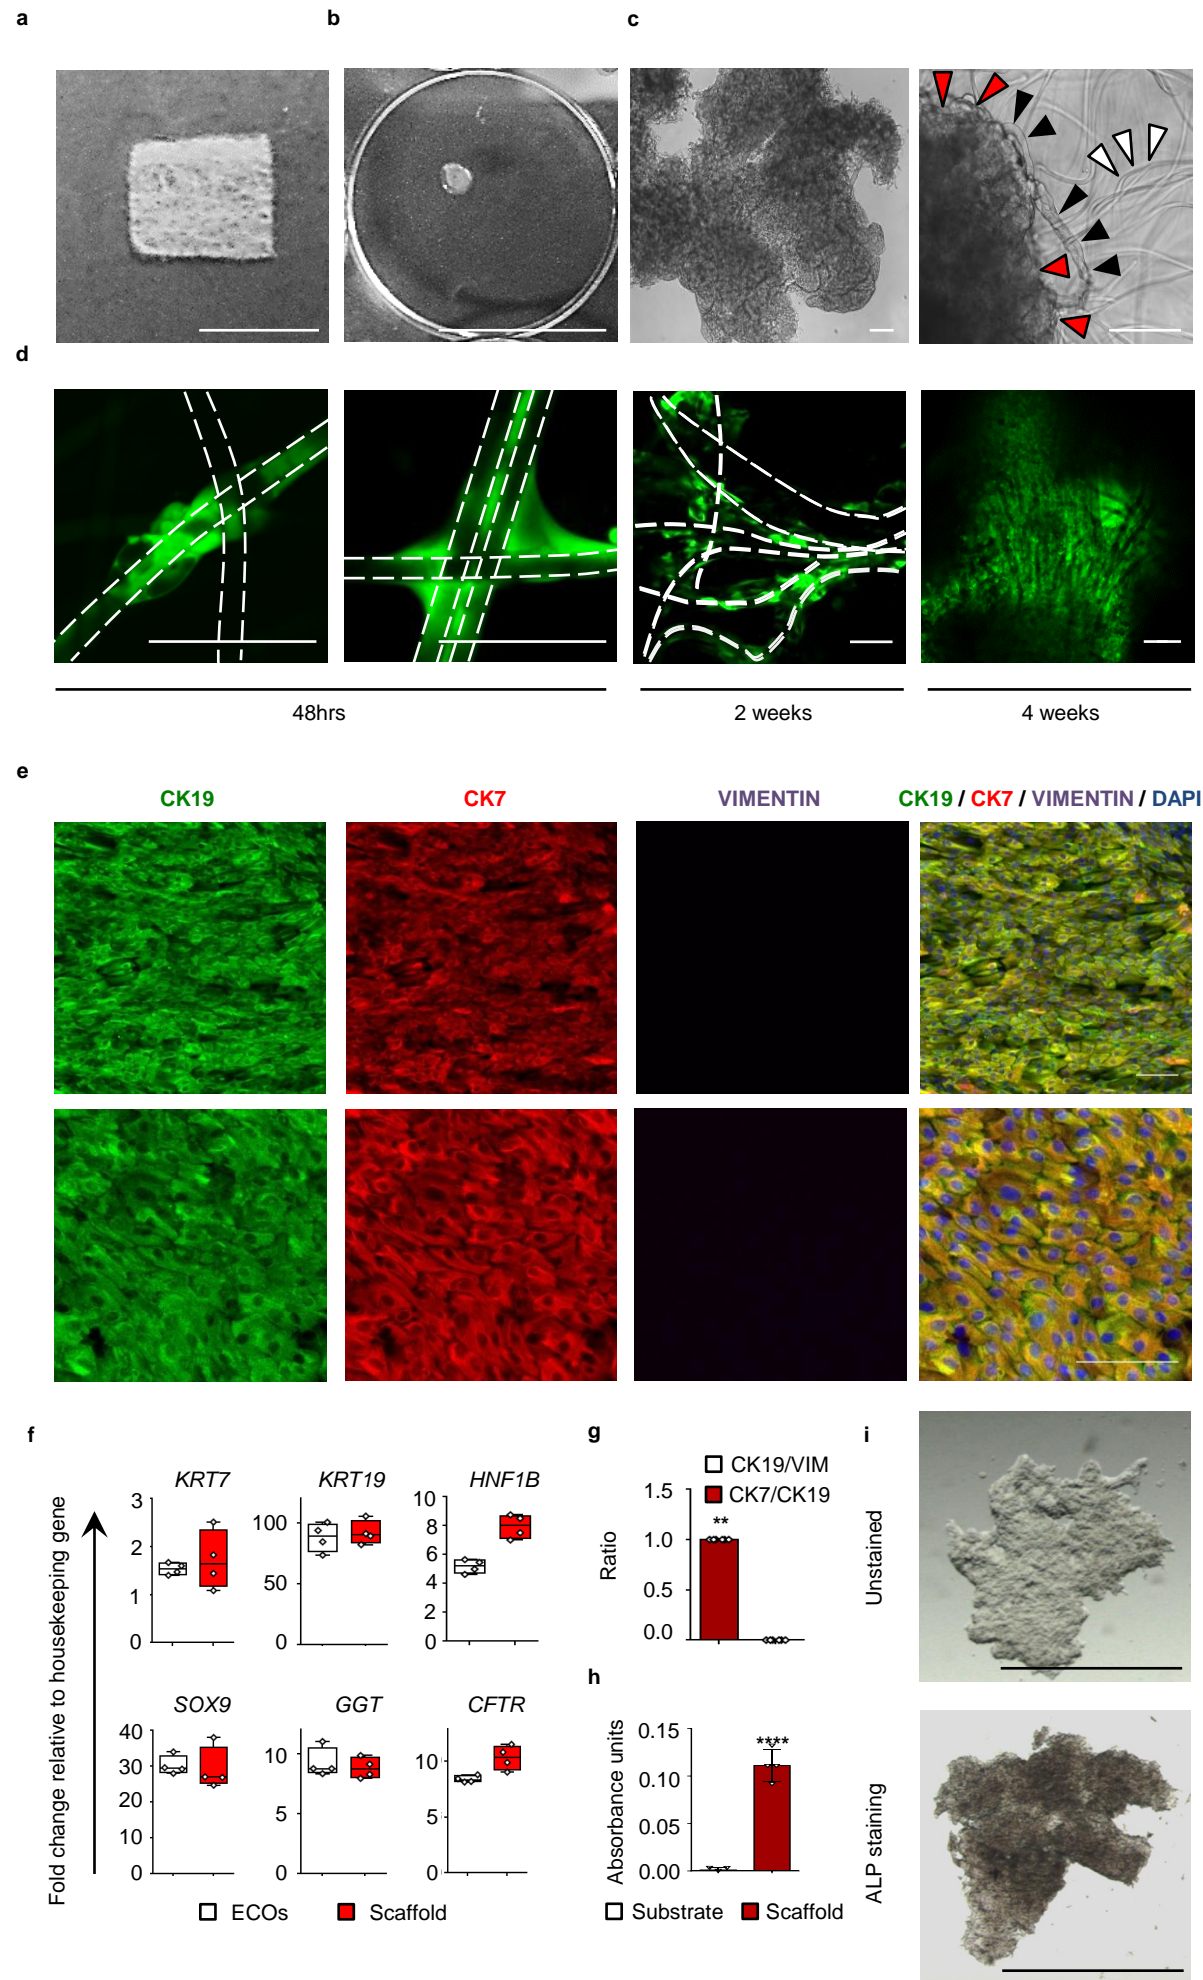 a
b
c
d
48hrs
2 weeks
4 weeks
e
CK19
CK7
VIMENTIN
CK19 / CK7 / VIMENTIN / DAPI
f
Fold change relative to housekeeping gene
KRT7
3
2
1
0
KRT19
100
50
0
HNF1B
10
8
6
4
2
0
SOX9
40
30
20
10
0
GGT
10
5
0
CFTR
10
5
0
ECOs
Scaffold
g
CK19/VIM
CK7/CK19
Ratio
1.5
1.0
0.5
0.0
**
h
Absorbance units
0.15
0.10
0.05
0.00
****
Substrate
Scaffold
i
Unstained
ALP staining